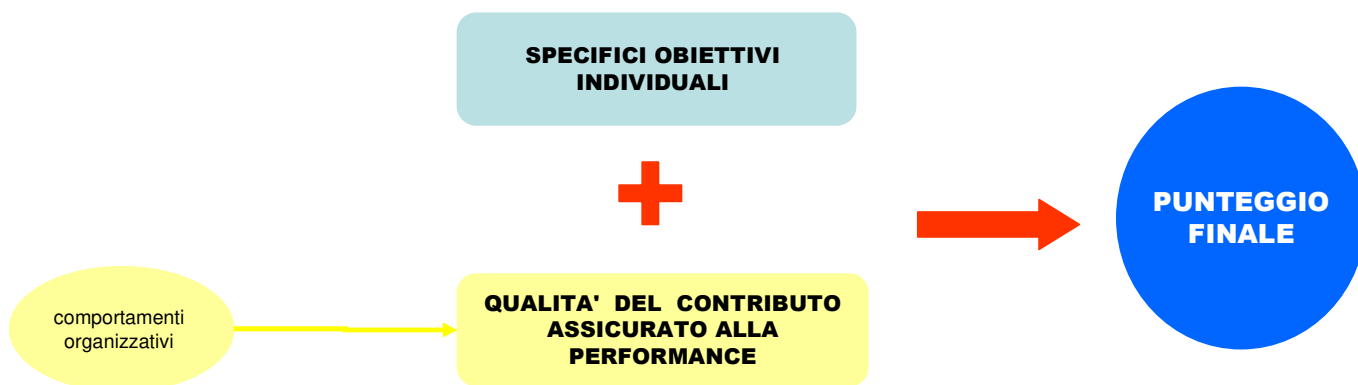 SPECIFICI OBIETTIVI
INDIVIDUALI
PUNTEGGIO
FINALE
comportamenti
organizzativi
QUALITA' DEL CONTRIBUTO
ASSICURATO ALLA
PERFORMANCE